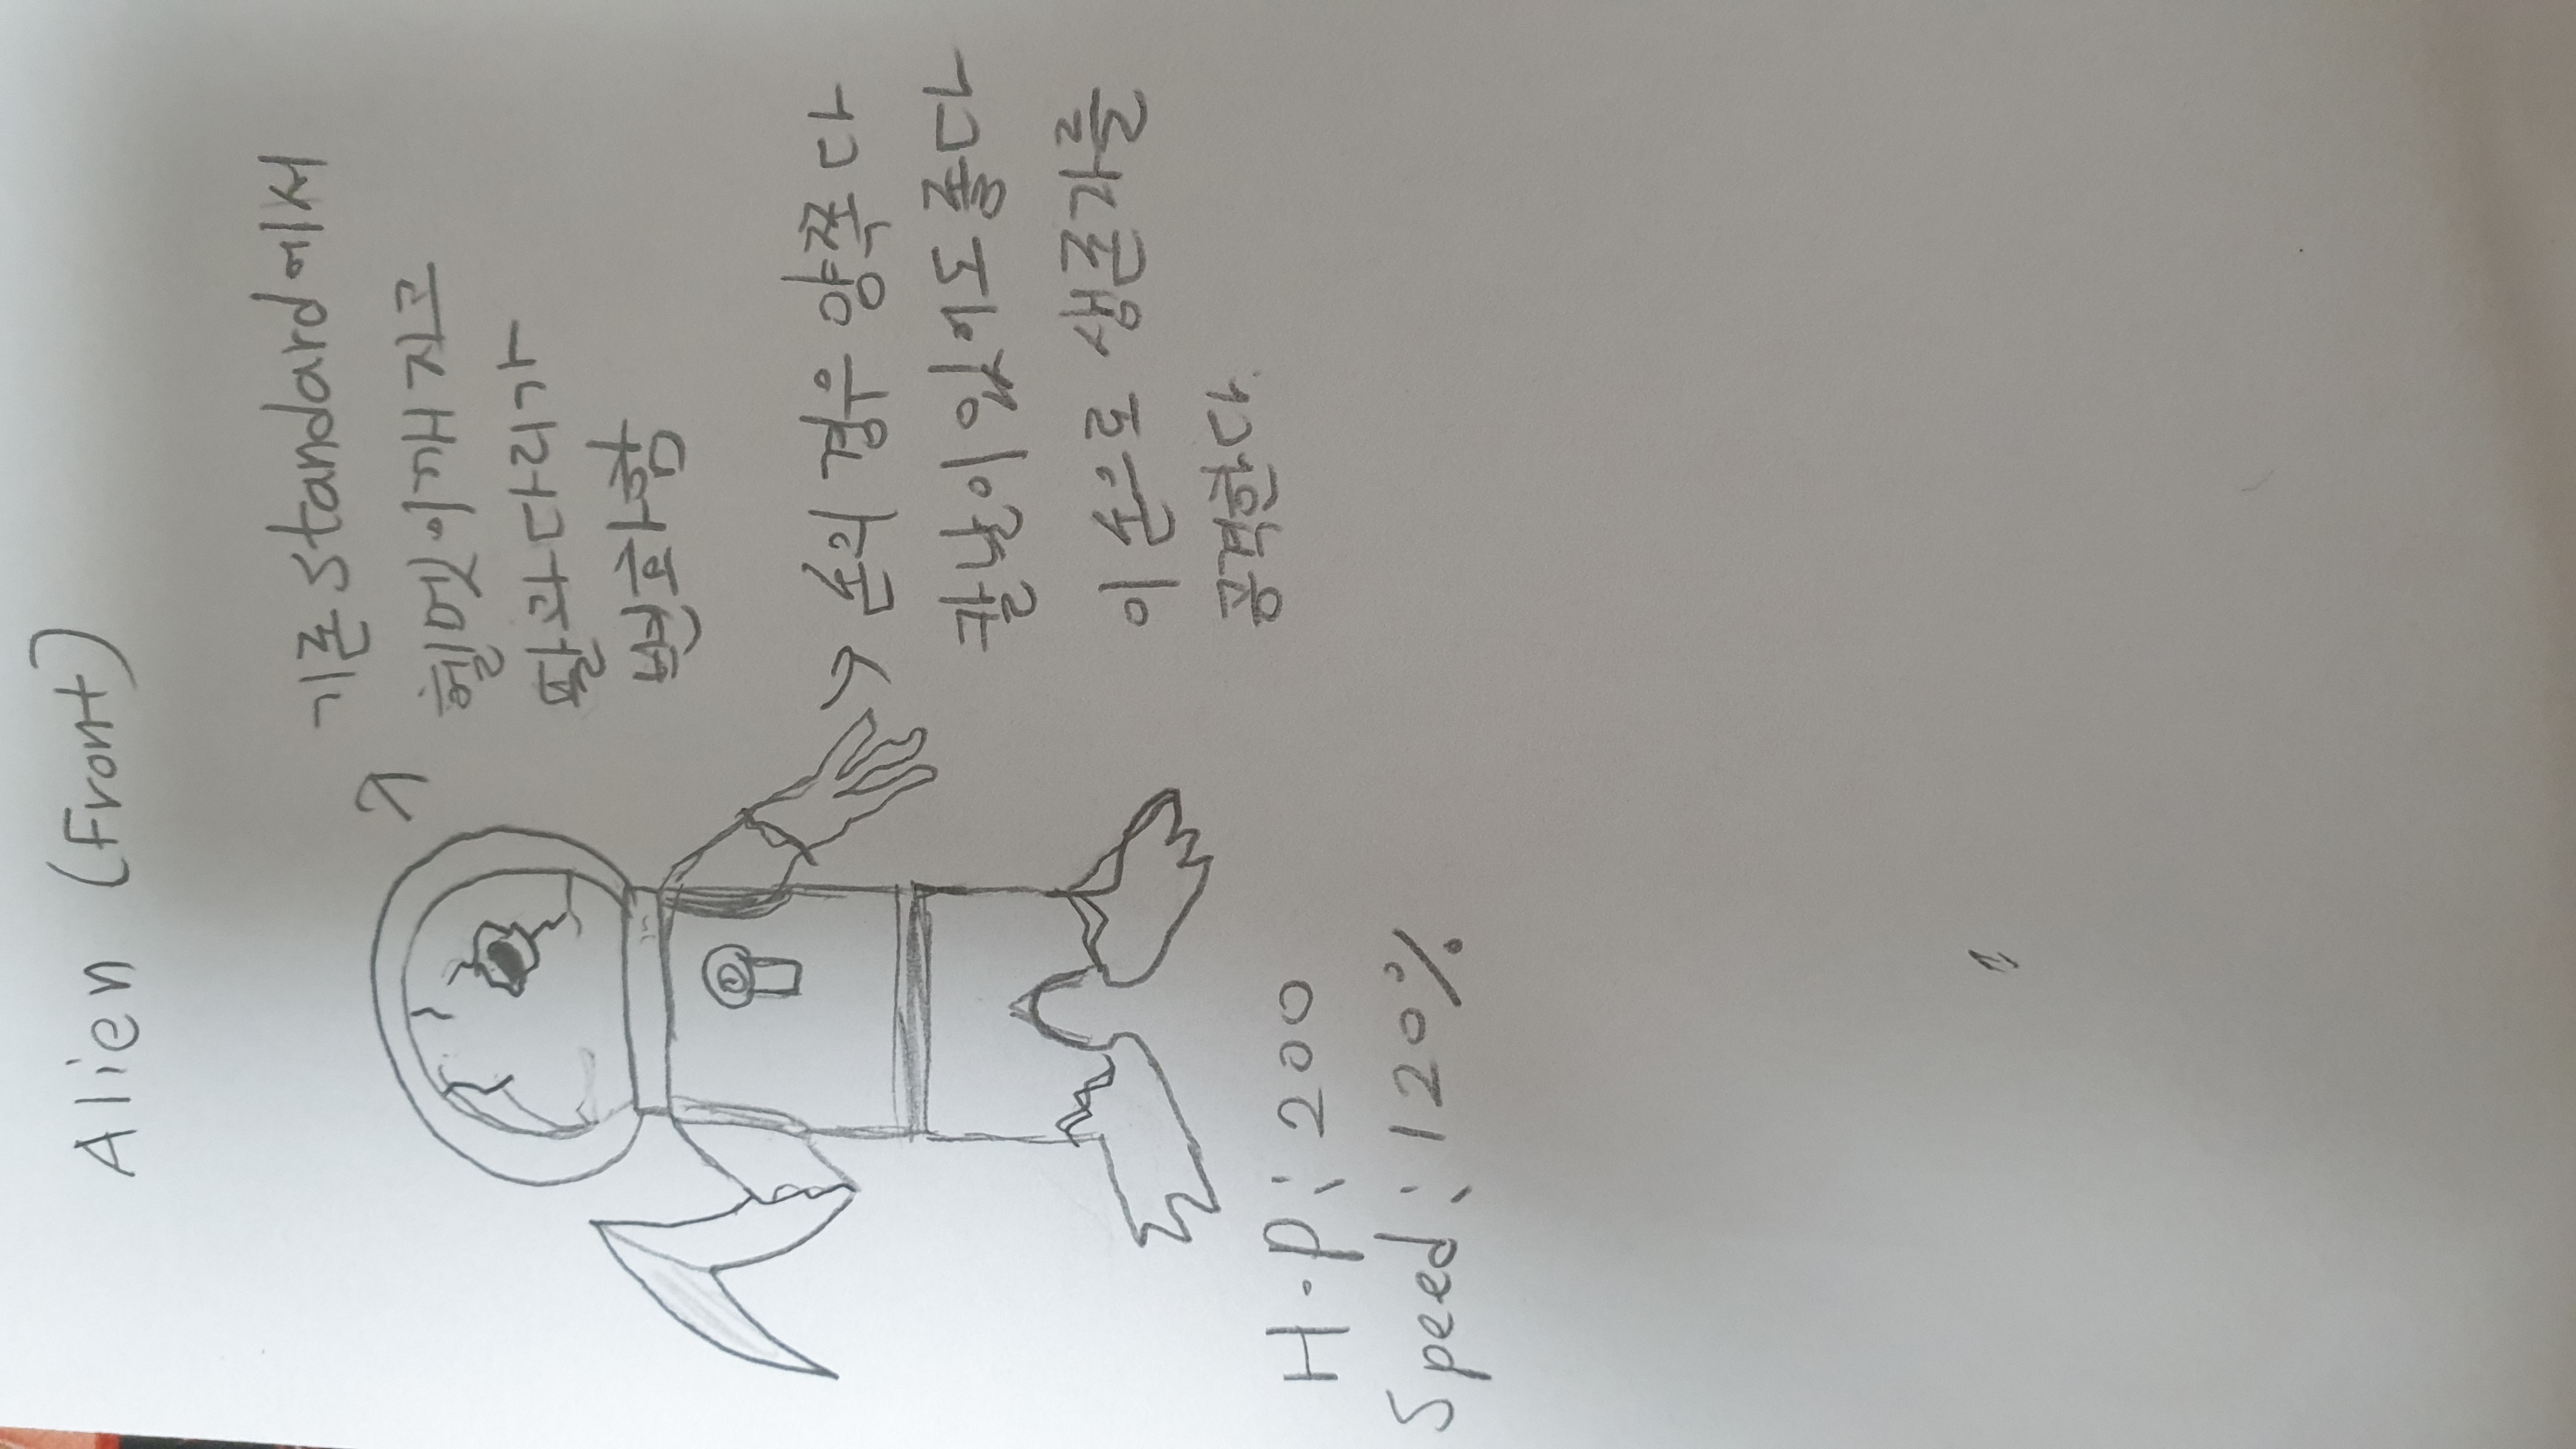 Alien (Front)
기존 standard에서
헬멧이 깨지고
팔과 다리가
변화함
손의 경우 양쪽 다
칼날이 있어도 좋다
이 손으로 생존자를
공격한다.
H·P: 200
Speed: 120%